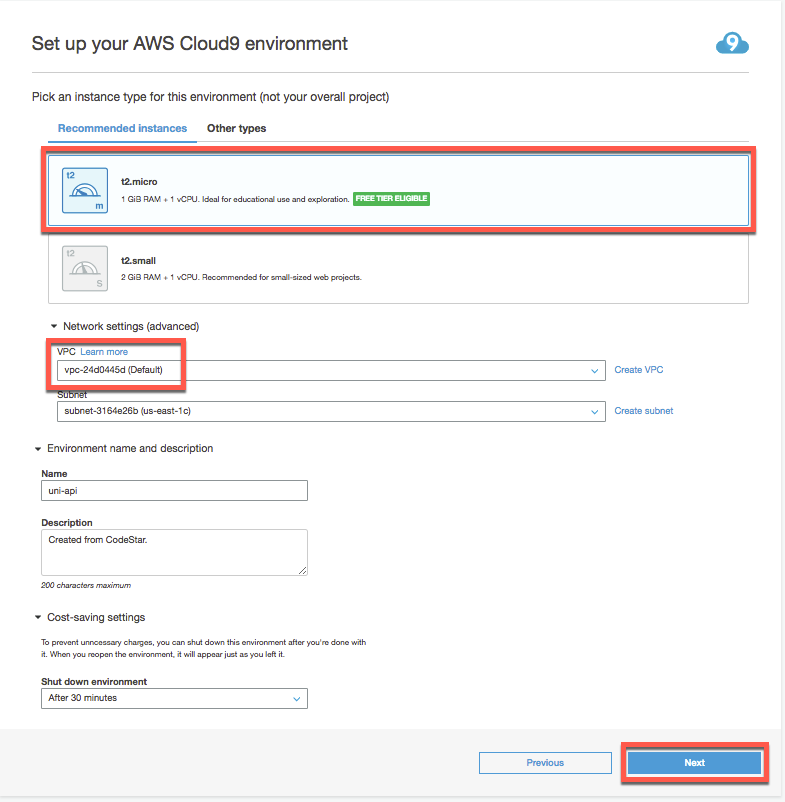 Set up your AWS Cloud9 environment
9
Pick an instance type for this environment (not your overall project)
Recommended instances
Other types
t2
m
t2.micro
1 GiB RAM + 1 vCPU. Ideal for educational use and exploration. FREE TIER ELIGIBLE
t2
S
t2.small
2 GiB RAM + 1 vCPU. Recommended for small-sized web projects.
Network settings (advanced)
VPC Learn more
vpc-24d0445d (Default)
Create VPC
Subnet
subnet-3164e26b (us-east-1c)
Create subnet
Environment name and description
Name
uni-api
Description
Created from CodeStar.
200 characters maximum
Cost-saving settings
To prevent unncessary charges, you can shut down this environment after you're done with
it. When you reopen the environment, it will appear just as you left it.
Shut down environment
After 30 minutes
Previous
Next